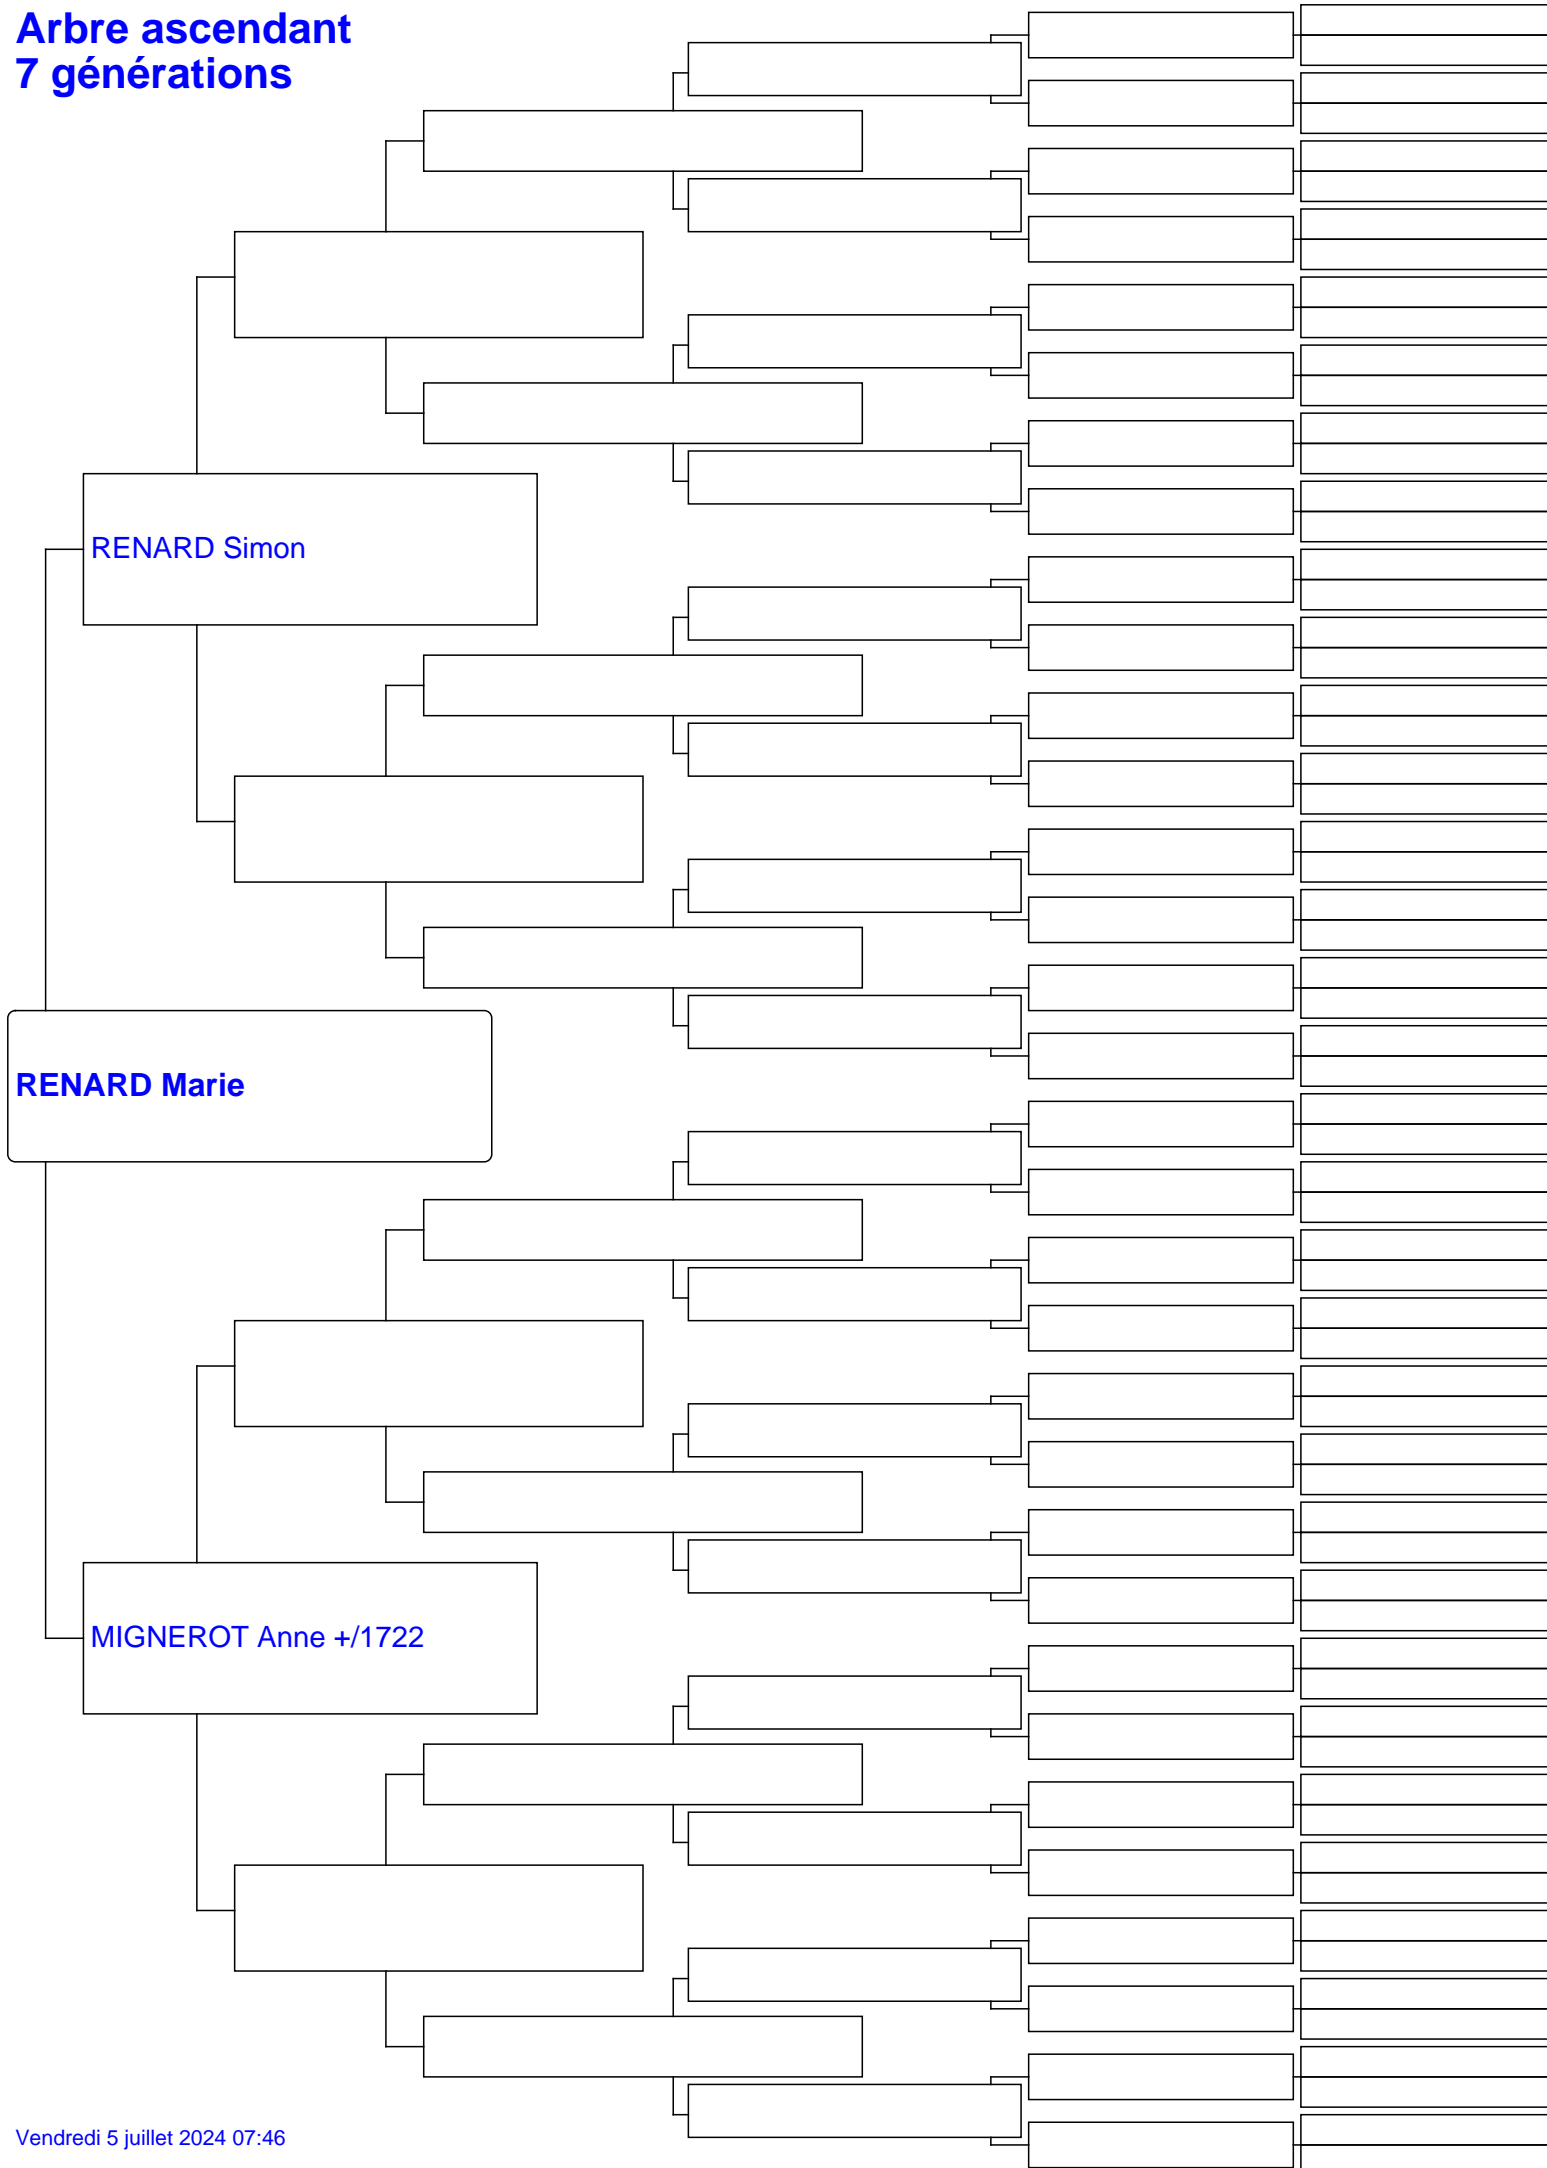 Arbre ascendant
7 générations
RENARD Simon
RENARD Marie
MIGNEROT Anne +/1722
Vendredi 5 juillet 2024 07:46